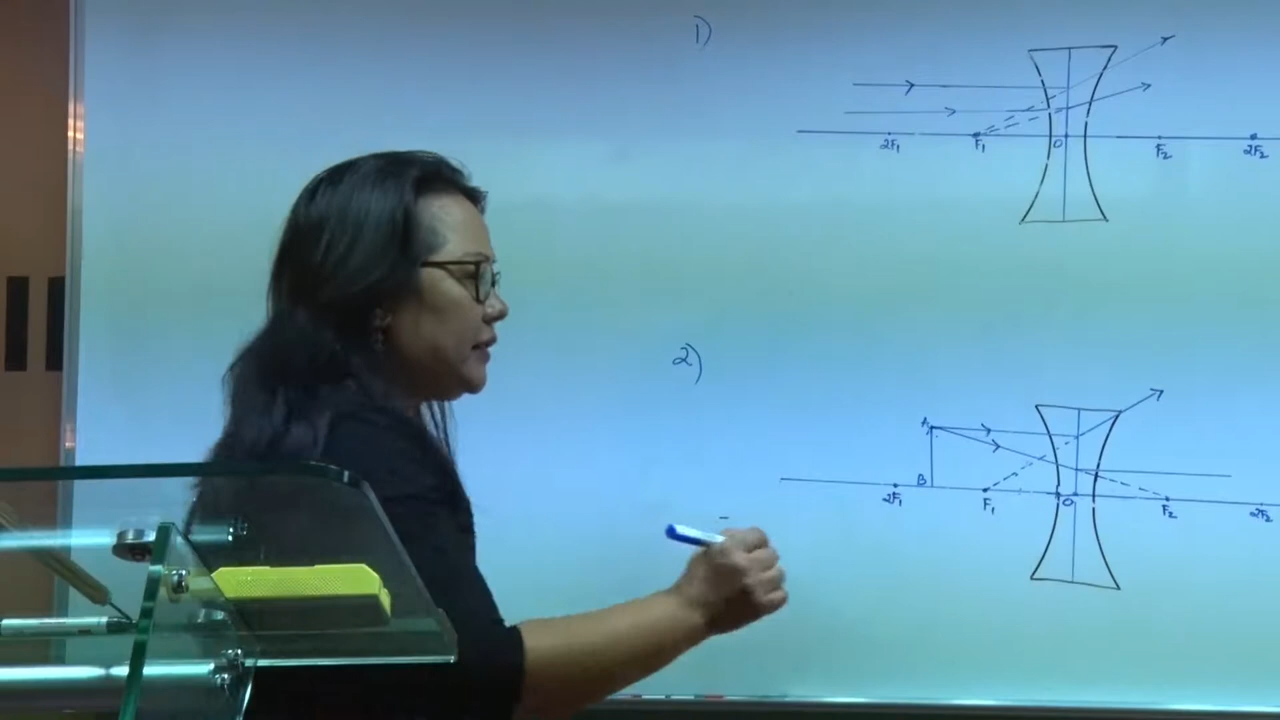 1)
2F₁ F₁ O F₂ 2F₂
2)
A
2F₁ B F₁ O F₂ 2F₂